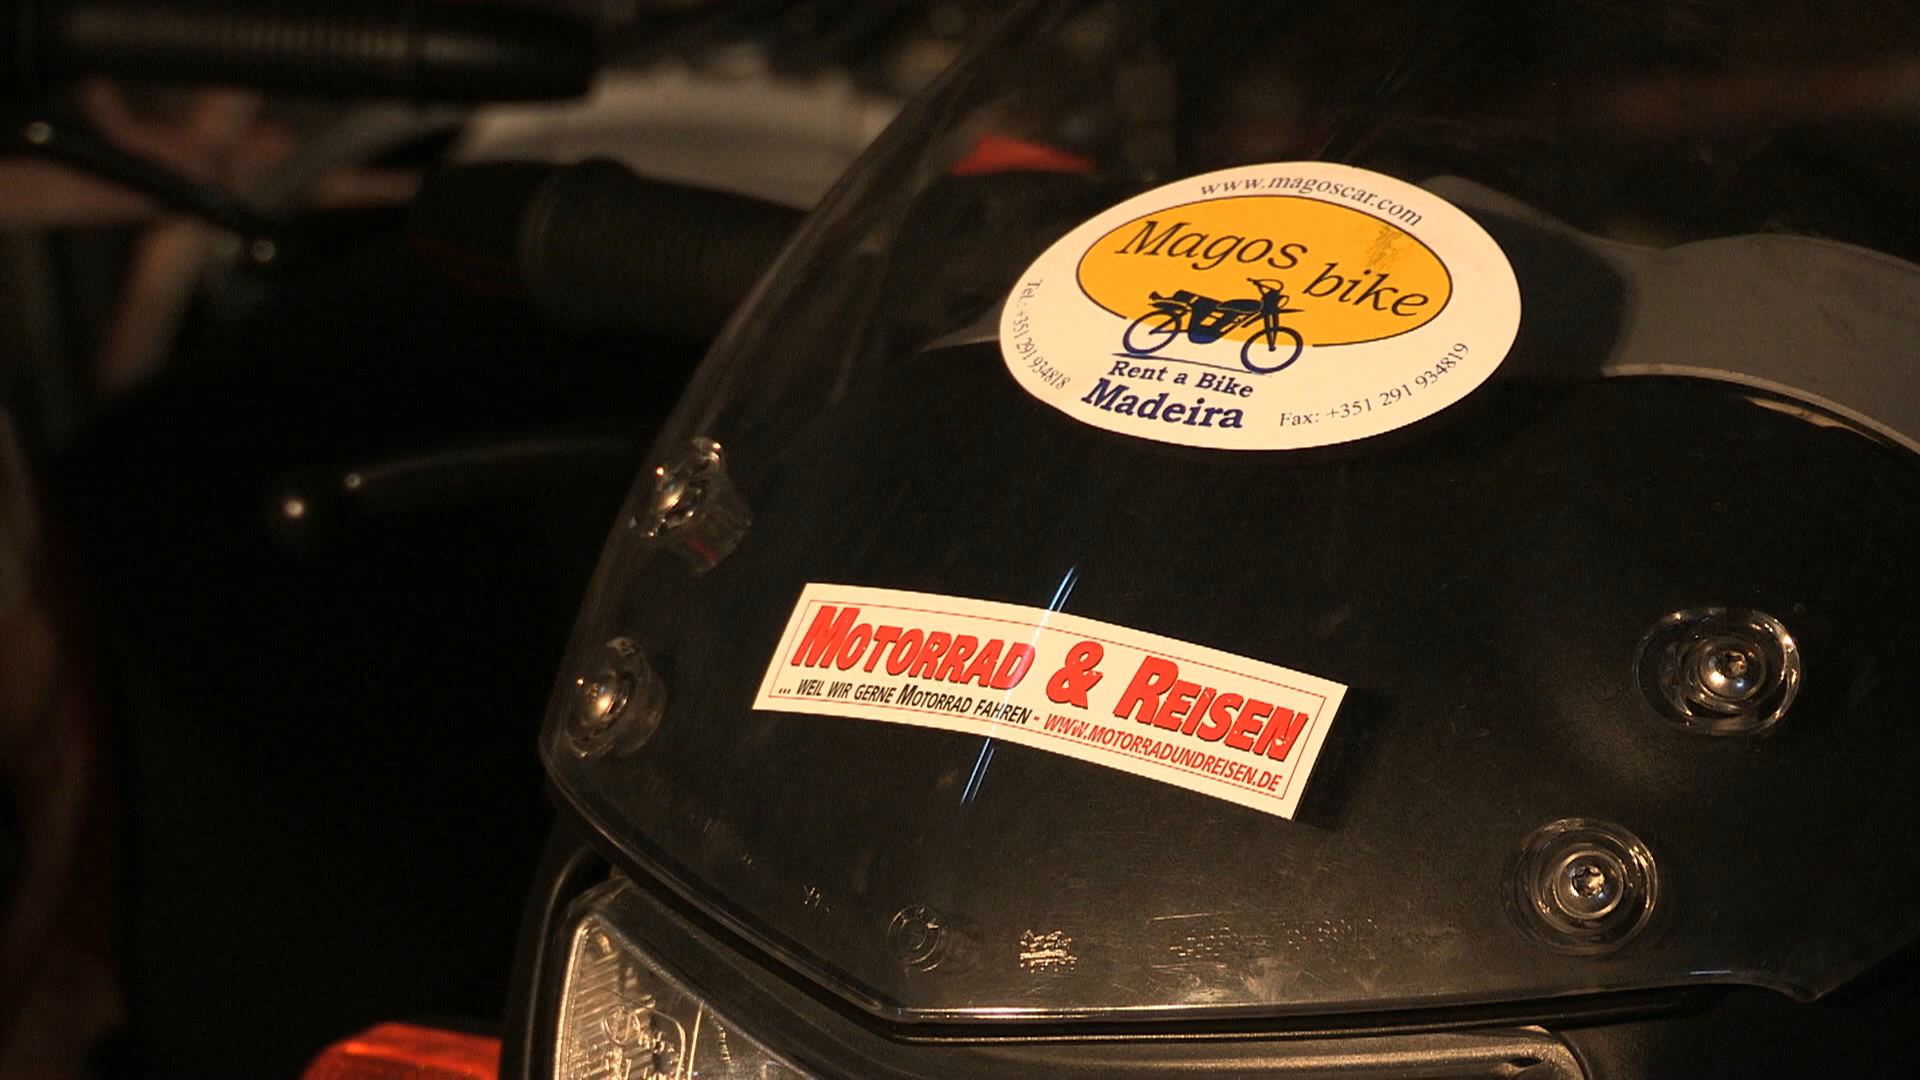 www.magoscar.com
Magos bike
Rent a Bike
Madeira
Tel.: +351 291 934818
Fax: +351 291 934819
MOTORRAD & REISEN
... WEIL WIR GERNE MOTORRAD FAHREN - WWW.MOTORRADUNDREISEN.DE